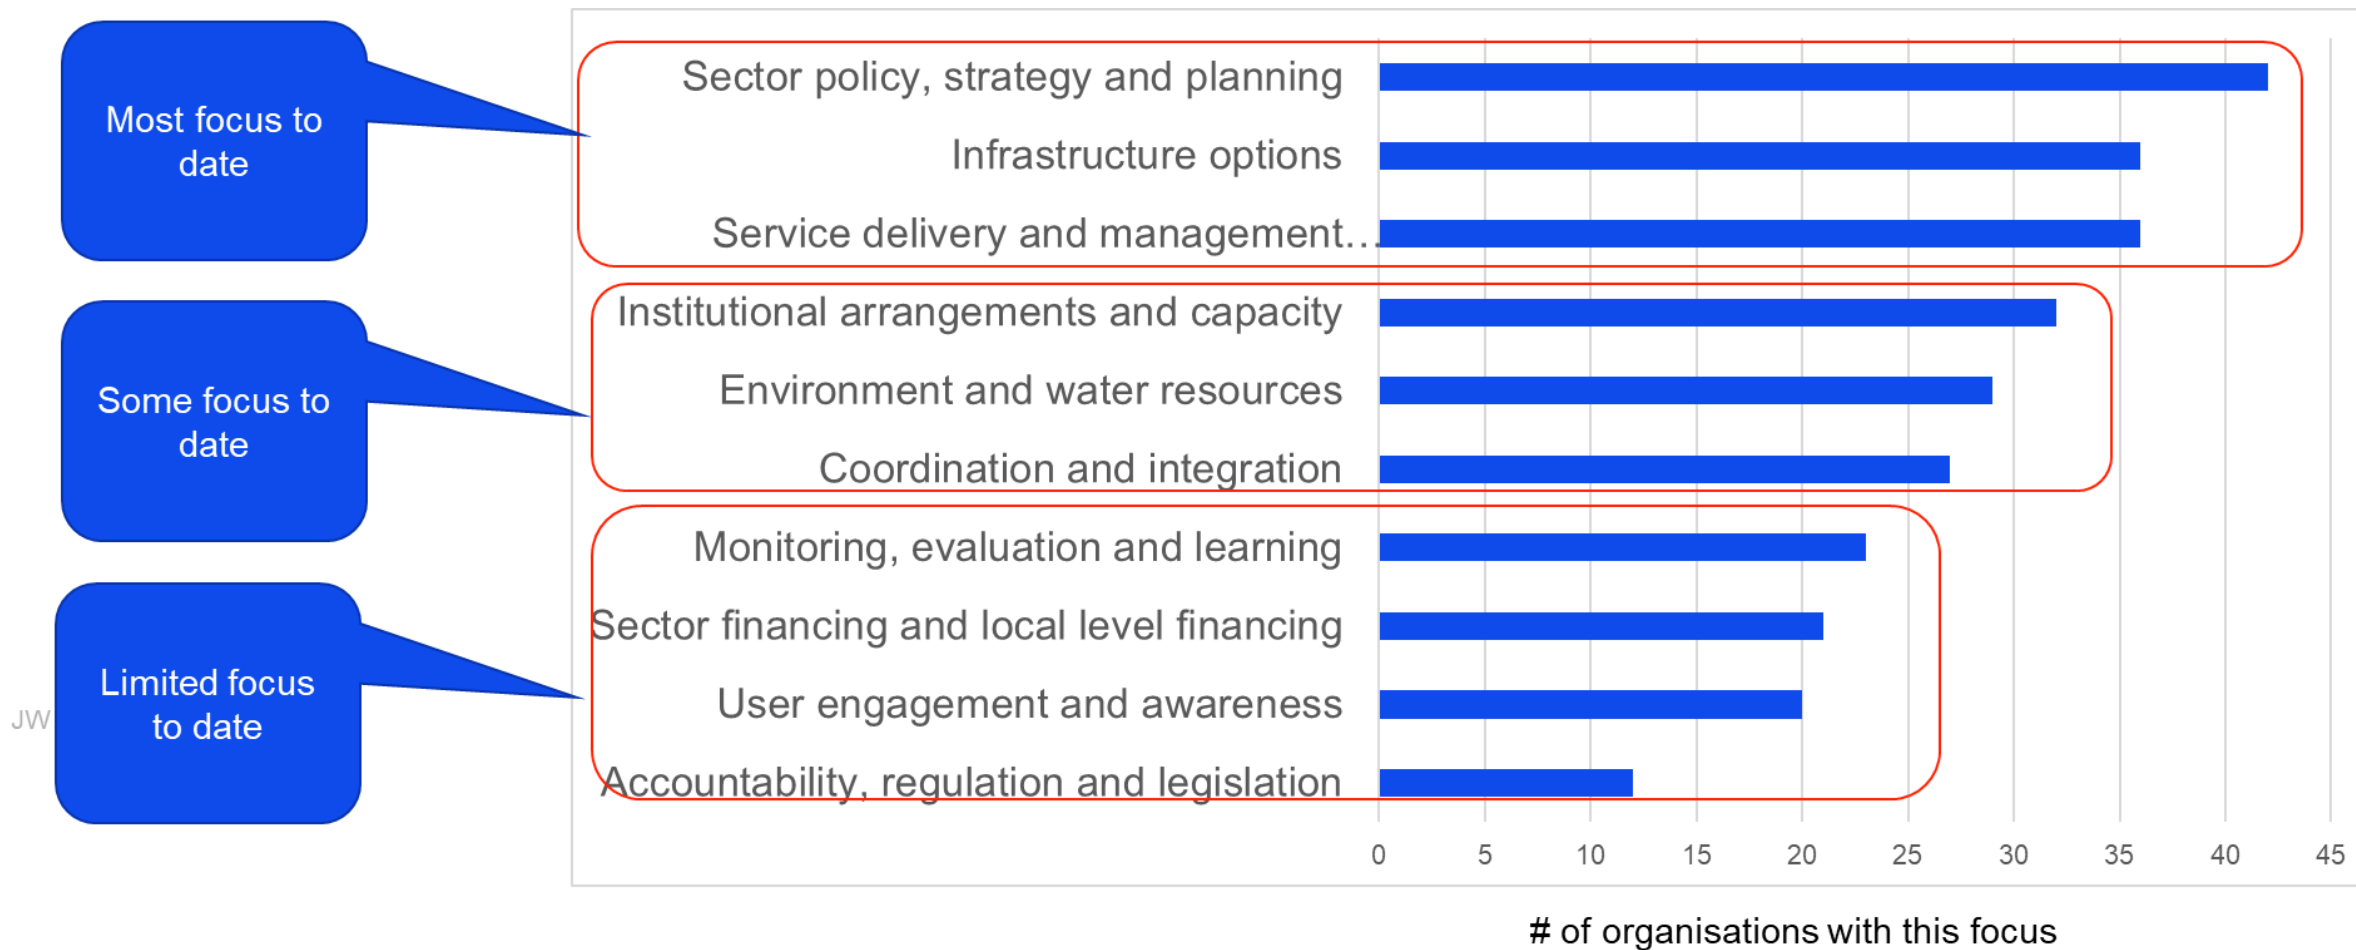 Most focus to
date
Sector policy, strategy and planning
Infrastructure options
Service delivery and management...
Some focus to
date
Institutional arrangements and capacity
Environment and water resources
Coordination and integration
Limited focus
to date
Monitoring, evaluation and learning
Sector financing and local level financing
User engagement and awareness
Accountability, regulation and legislation
JW
0 5 10 15 20 25 30 35 40 45
# of organisations with this focus